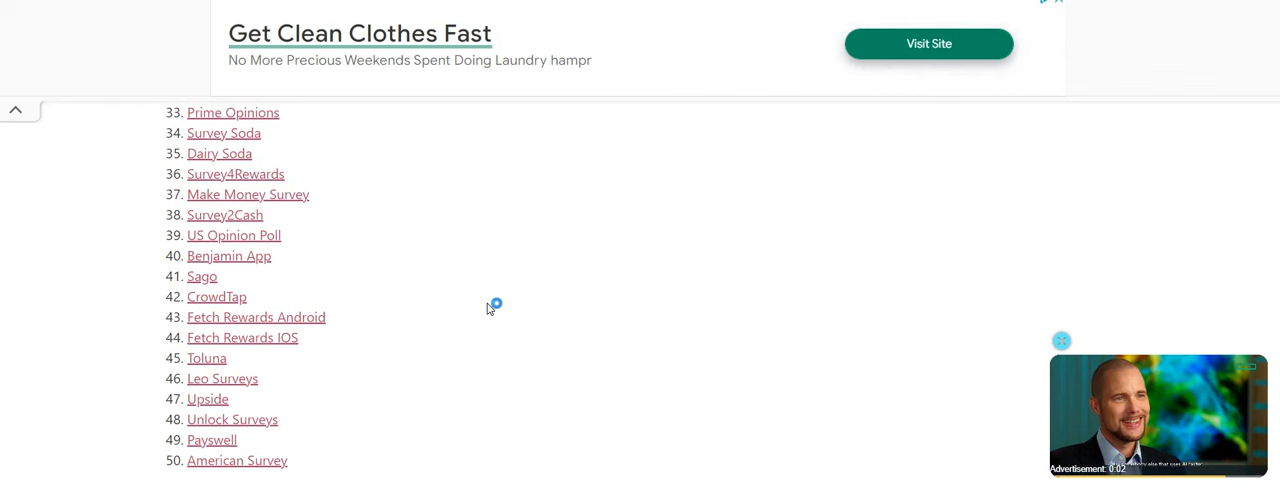 Get Clean Clothes Fast
No More Precious Weekends Spent Doing Laundry hampr
Visit Site
33. Prime Opinions
34. Survey Soda
35. Dairy Soda
36. Survey4Rewards
37. Make Money Survey
38. Survey2Cash
39. US Opinion Poll
40. Benjamin App
41. Sago
42. CrowdTap
43. Fetch Rewards Android
44. Fetch Rewards IOS
45. Toluna
46. Leo Surveys
47. Upside
48. Unlock Surveys
49. Payswell
50. American Survey
Advertisement: 0:02